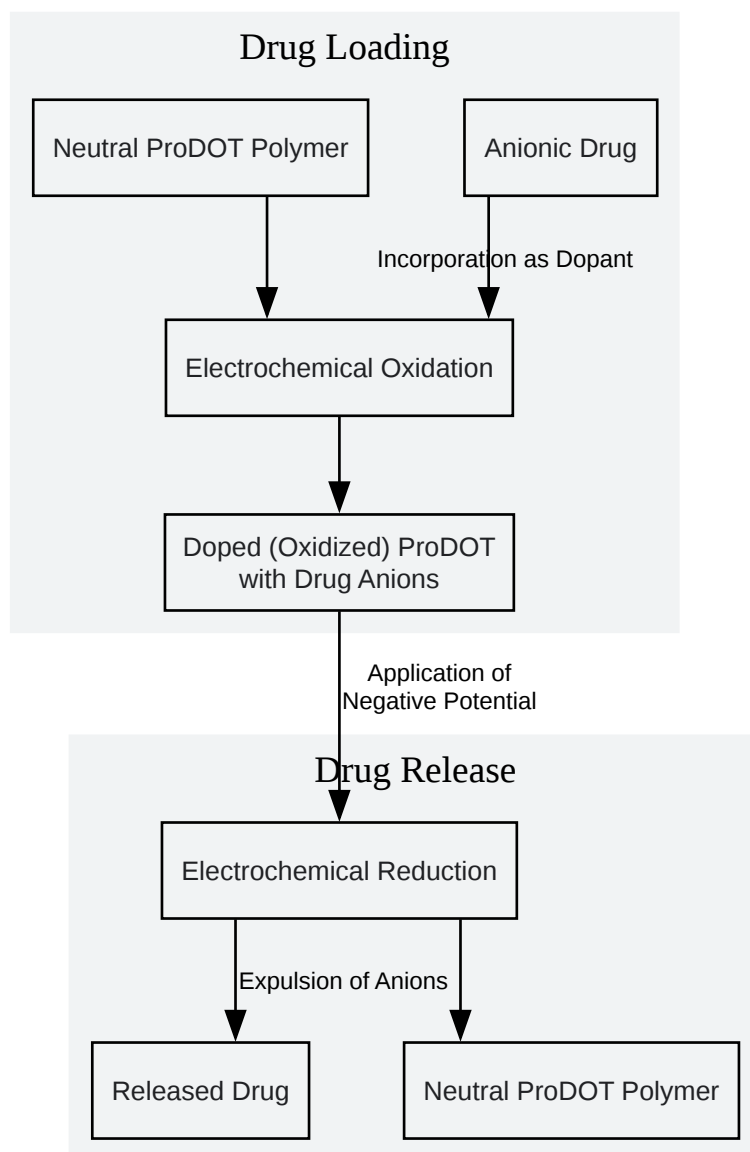 Drug Loading
Neutral ProDOT Polymer
Anionic Drug
Incorporation as Dopant
Electrochemical Oxidation
Doped (Oxidized) ProDOT
with Drug Anions
Application of
Negative Potential
Drug Release
Electrochemical Reduction
Expulsion of Anions
Released Drug
Neutral ProDOT Polymer